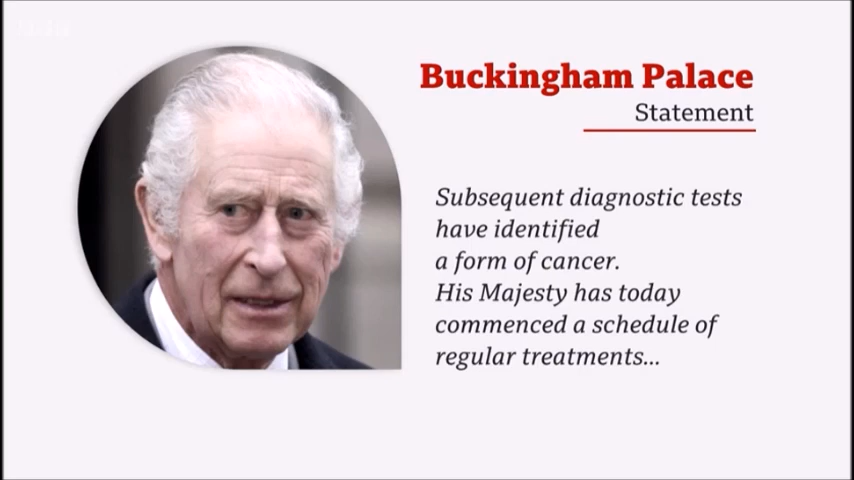 Buckingham Palace
Statement
Subsequent diagnostic tests
have identified
a form of cancer.
His Majesty has today
commenced a schedule of
regular treatments...